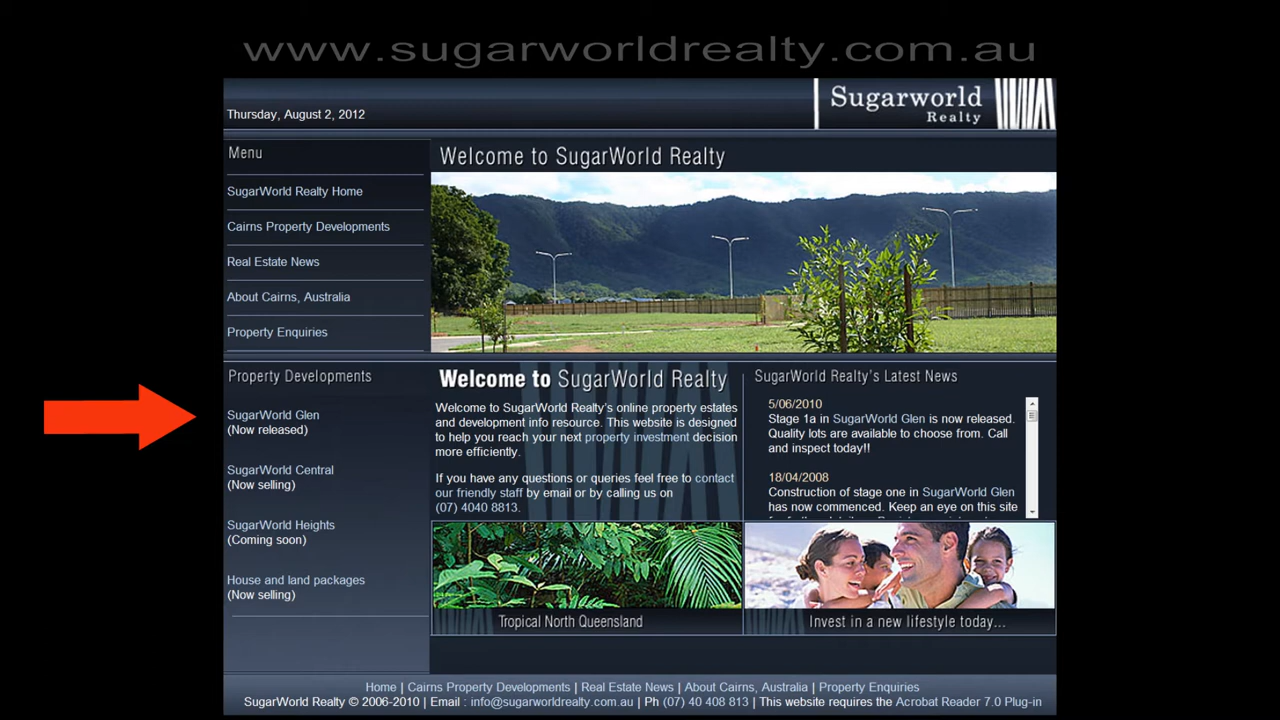 www.sugarworldrealty.com.au
Sugarworld
Realty
Thursday, August 2, 2012
Menu
SugarWorld Realty Home
Cairns Property Developments
Real Estate News
About Cairns, Australia
Property Enquiries
Welcome to SugarWorld Realty
Property Developments
SugarWorld Glen
(Now released)
SugarWorld Central
(Now selling)
SugarWorld Heights
(Coming soon)
House and land packages
(Now selling)
Welcome to SugarWorld Realty
Welcome to SugarWorld Realty's online property estates
and development info resource. This website is designed
to help you reach your next property investment decision
more efficiently.
If you have any questions or queries feel free to contact
our friendly staff by email or by calling us on
(07) 4040 8813.
SugarWorld Realty's Latest News
5/06/2010
Stage 1a in SugarWorld Glen is now released.
Quality lots are available to choose from. Call
and inspect today!!
18/04/2008
Construction of stage one in SugarWorld Glen
has now commenced. Keep an eye on this site
Tropical North Queensland
Invest in a new lifestyle today...
Home | Cairns Property Developments | Real Estate News | About Cairns, Australia | Property Enquiries
SugarWorld Realty © 2006-2010 | Email : info@sugarworldrealty.com.au | Ph (07) 40 408 813 | This website requires the Acrobat Reader 7.0 Plug-in